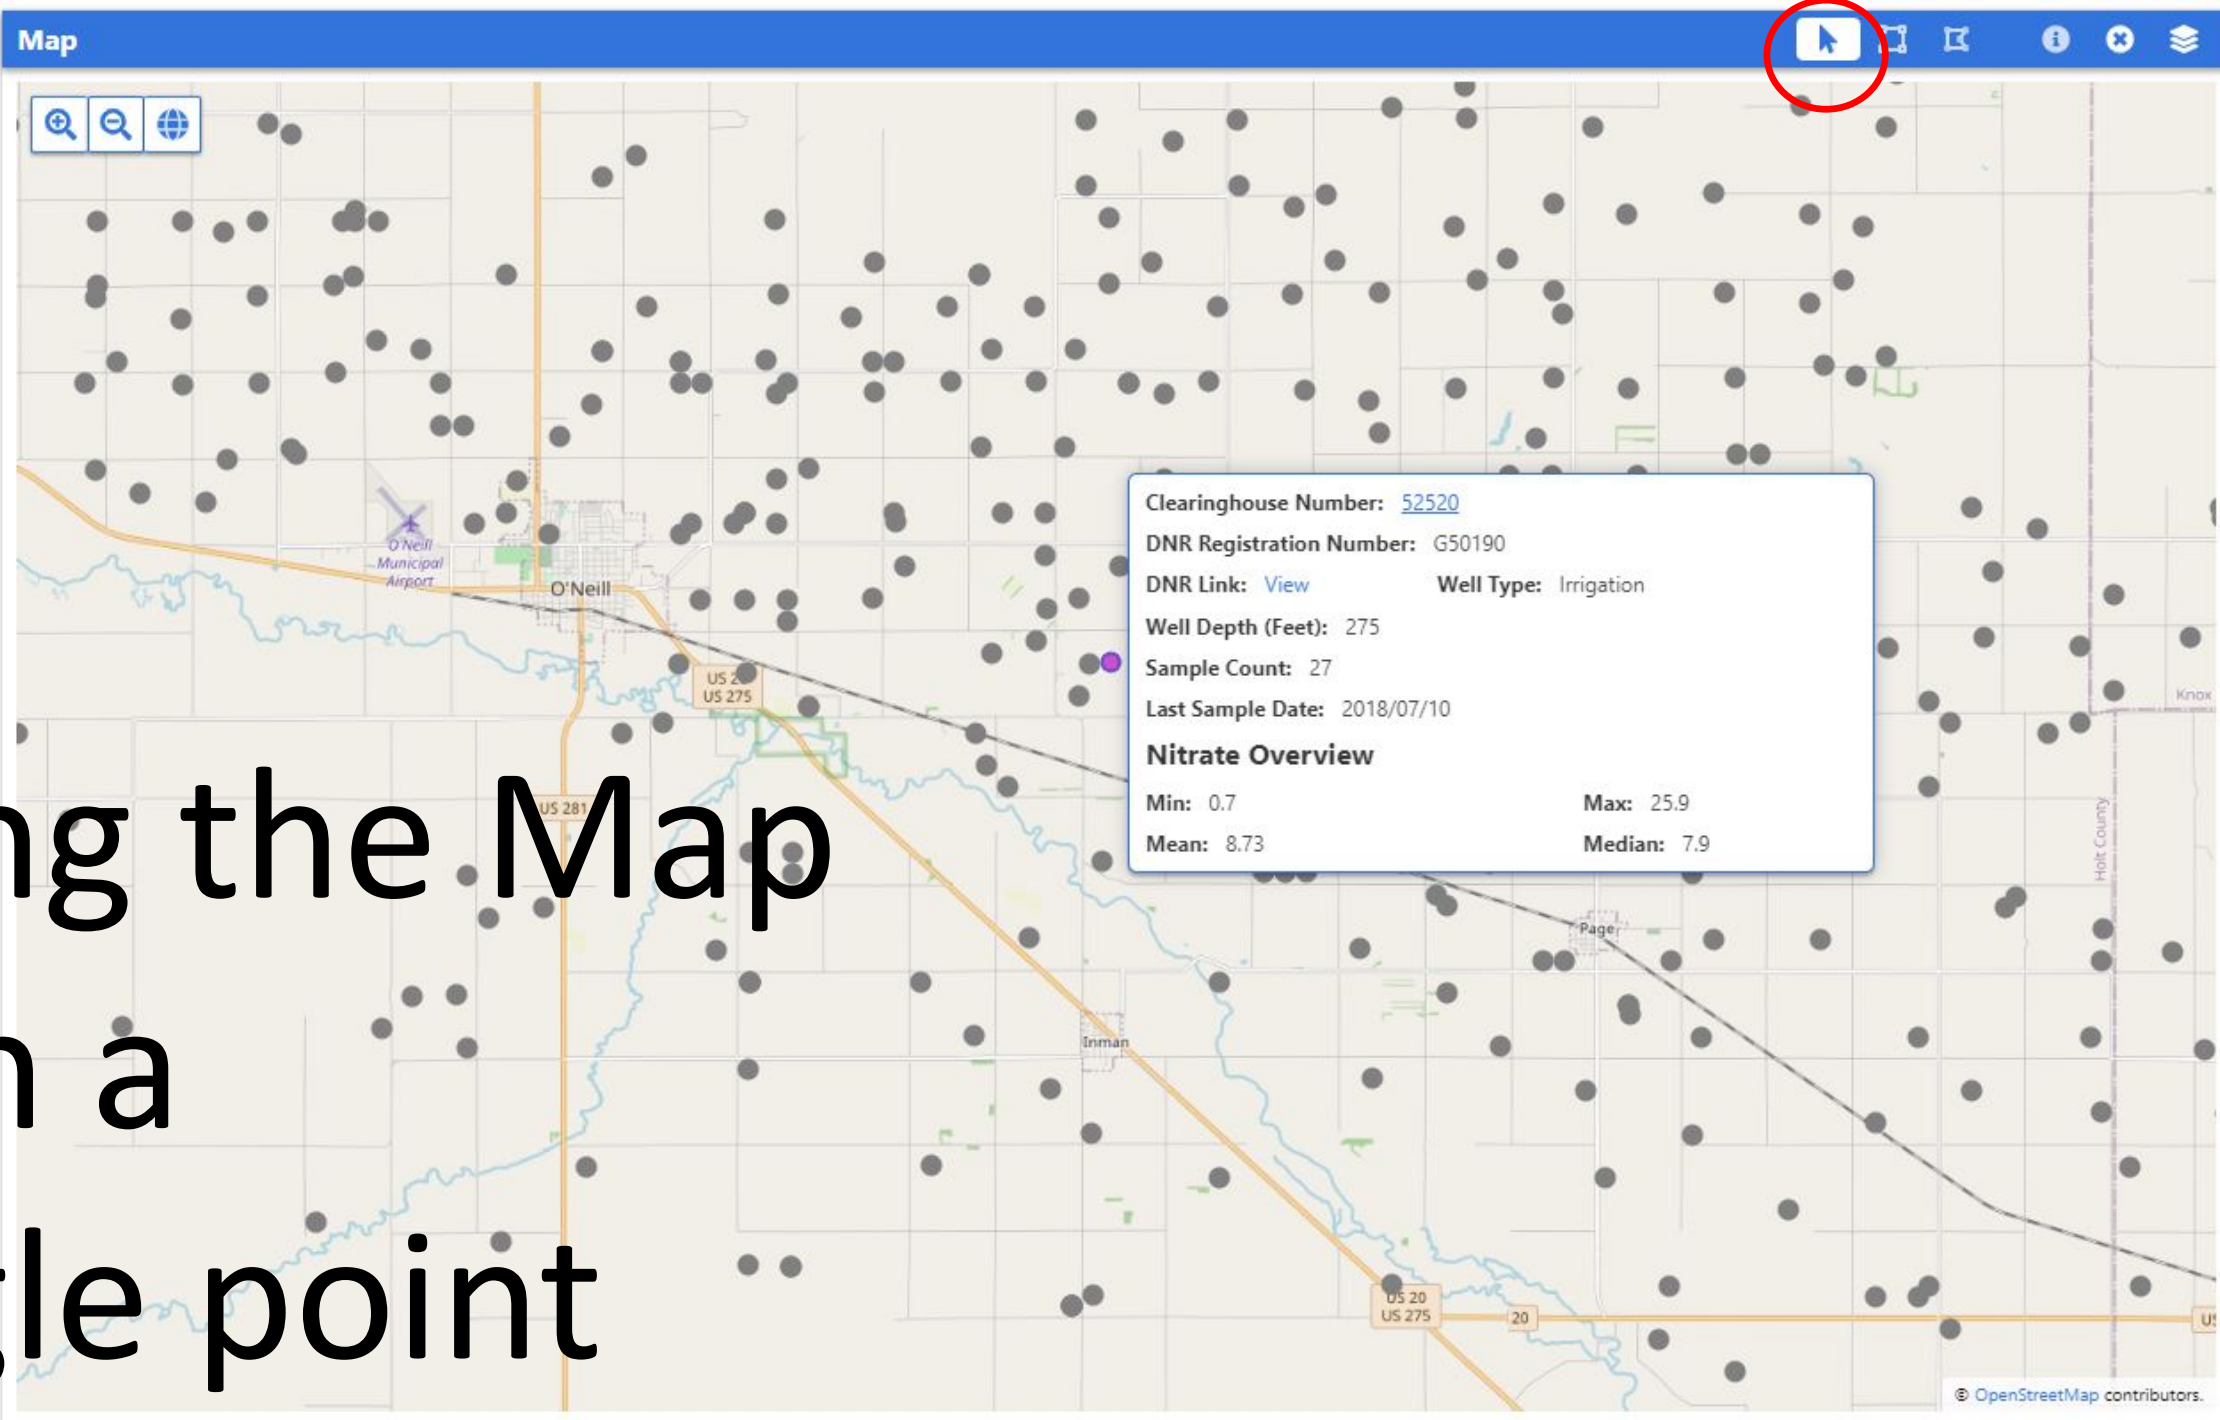 Map
Clearinghouse Number: 52520
DNR Registration Number: G50190
DNR Link: View Well Type: Irrigation
Well Depth (Feet): 275
Sample Count: 27
Last Sample Date: 2018/07/10
Nitrate Overview
Min: 0.7 Max: 25.9
Mean: 8.73 Median: 7.9
O'Neill
Municipal
Airport
O'Neill
US 275
Knox
US 281
Holt County
ng the Map
Page
n a
Inman
gle point
US 20
US 275
20
US
© OpenStreetMap contributors.